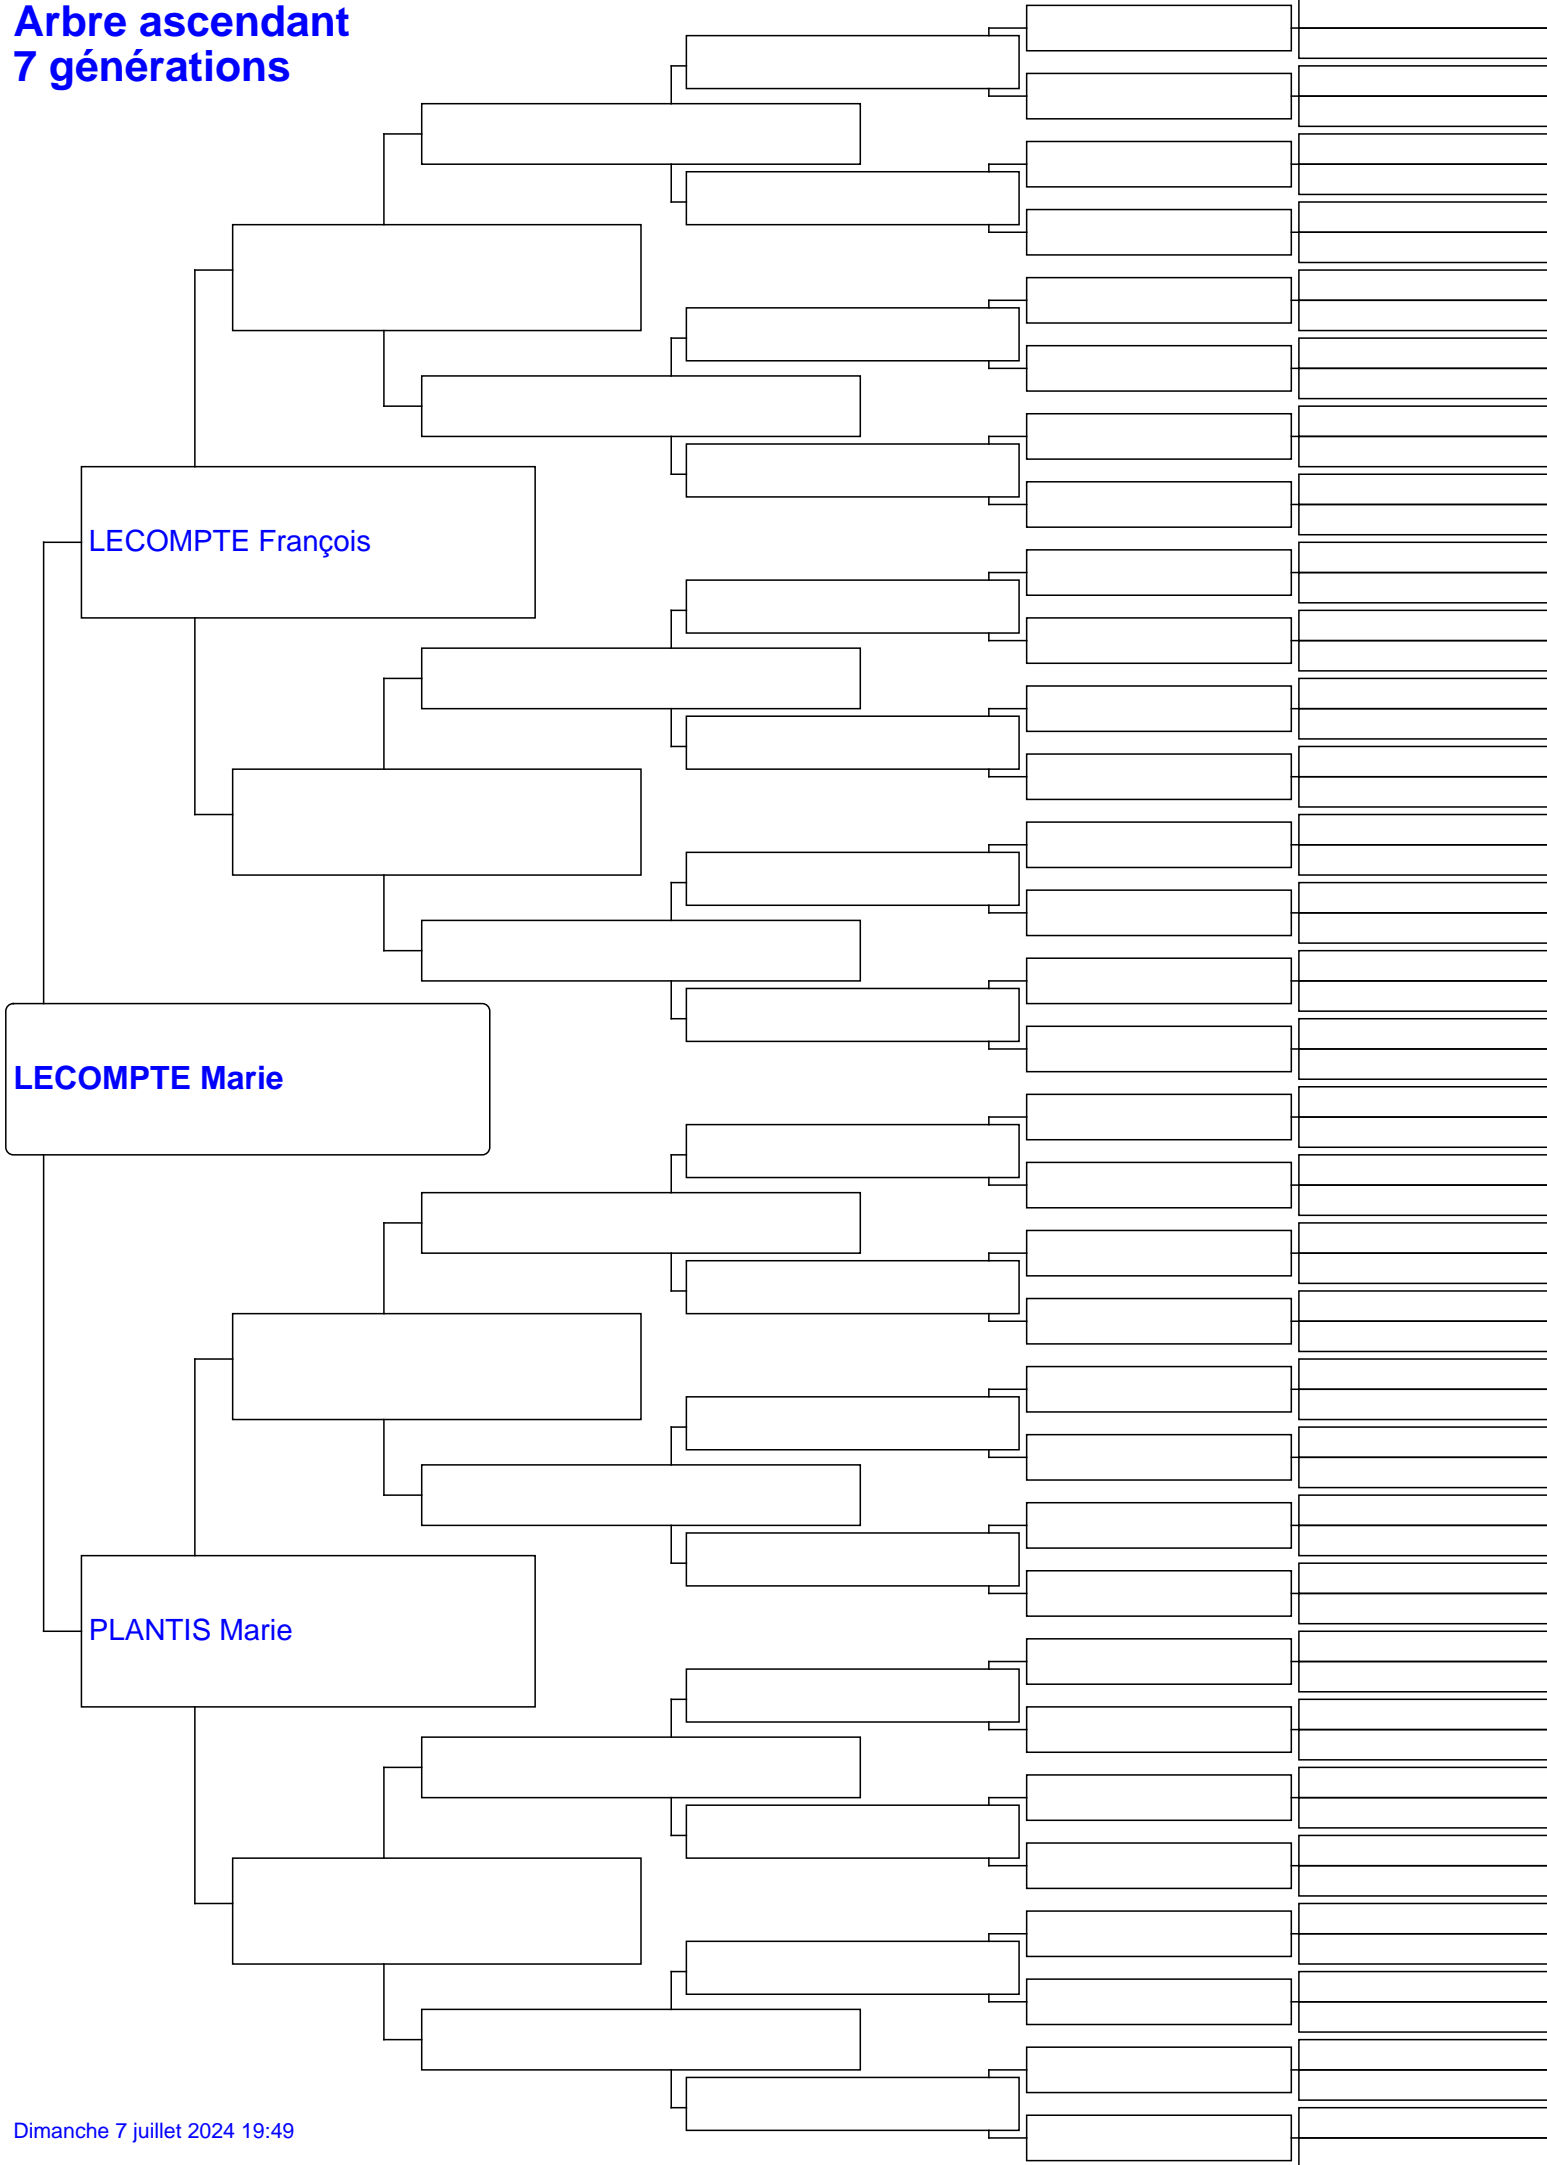 Arbre ascendant
7 générations
LECOMPTE François
LECOMPTE Marie
PLANTIS Marie
Dimanche 7 juillet 2024 19:49